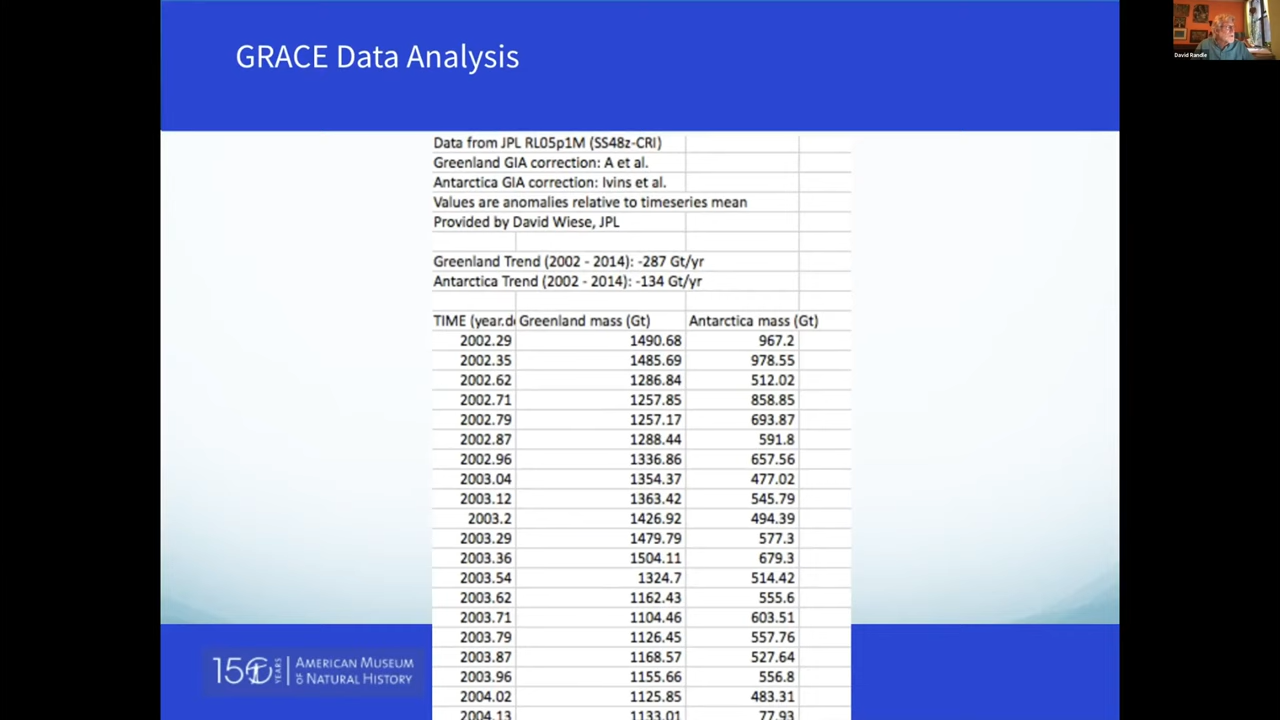 GRACE Data Analysis
David Randle
Data from JPL RL05p1M (SS48z-CRI)
Greenland GIA correction: A et al.
Antarctica GIA correction: Ivins et al.
Values are anomalies relative to timeseries mean
Provided by David Wiese, JPL
Greenland Trend (2002 - 2014): -287 Gt/yr
Antarctica Trend (2002 - 2014): -134 Gt/yr
TIME (year.de Greenland mass (Gt) Antarctica mass (Gt)
2002.29 1490.68 967.2
2002.35 1485.69 978.55
2002.62 1286.84 512.02
2002.71 1257.85 858.85
2002.79 1257.17 693.87
2002.87 1288.44 591.8
2002.96 1336.86 657.56
2003.04 1354.37 477.02
2003.12 1363.42 545.79
2003.2 1426.92 494.39
2003.29 1479.79 577.3
2003.36 1504.11 679.3
2003.54 1324.7 514.42
2003.62 1162.43 555.6
2003.71 1104.46 603.51
2003.79 1126.45 557.76
2003.87 1168.57 527.64
2003.96 1155.66 556.8
2004.02 1125.85 483.31
2004.13 1133.01 77.93
150 YEARS
AMERICAN MUSEUM
OF NATURAL HISTORY